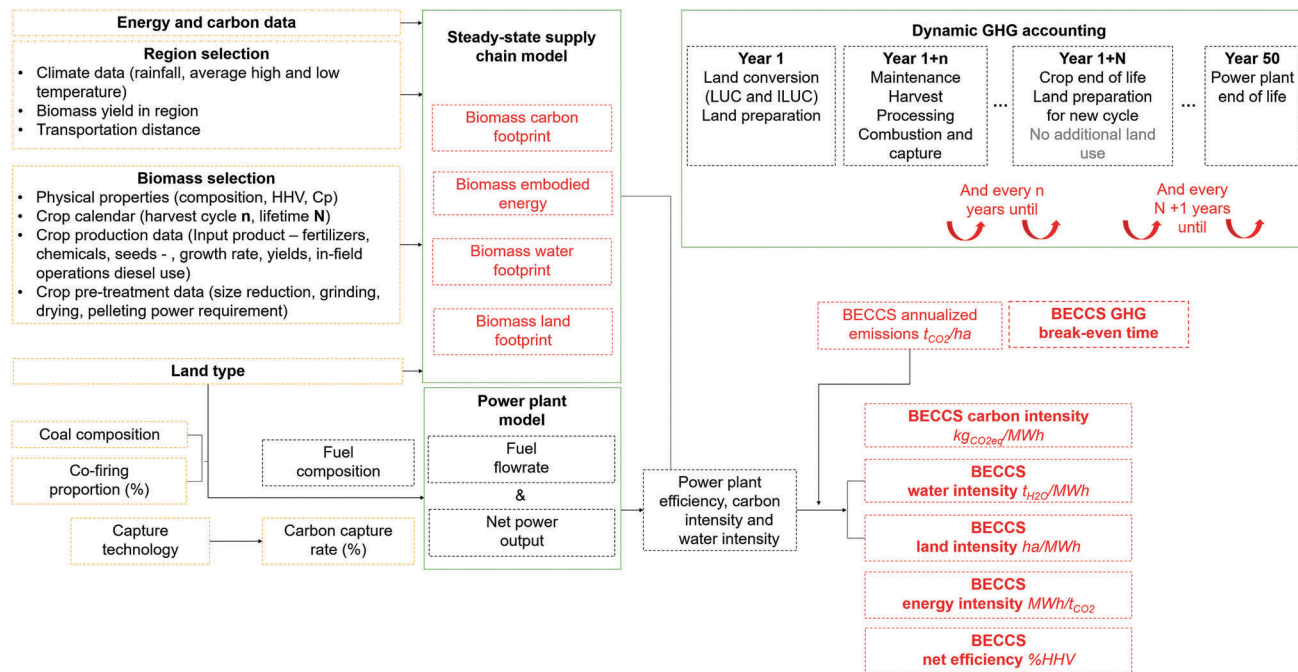 Energy and carbon data
Region selection
• Climate data (rainfall, average high and low
temperature)
• Biomass yield in region
• Transportation distance
Biomass selection
• Physical properties (composition, HHV, Cp)
• Crop calendar (harvest cycle n, lifetime N)
• Crop production data (Input product – fertilizers,
chemicals, seeds - , growth rate, yields, in-field
operations diesel use)
• Crop pre-treatment data (size reduction, grinding,
drying, pelleting power requirement)
Land type
Coal composition
Co-firing
proportion (%)
Capture
technology
Carbon capture
rate (%)
Fuel
composition
Steady-state supply
chain model
Biomass carbon
footprint
Biomass embodied
energy
Biomass water
footprint
Biomass land
footprint
Power plant
model
Fuel
flowrate
&
Net power
output
Power plant
efficiency, carbon
intensity and
water intensity
Dynamic GHG accounting
Year 1
Land conversion
(LUC and ILUC)
Land preparation
Year 1+n
Maintenance
Harvest
Processing
Combustion and
capture
...
Year 1+N
Crop end of life
Land preparation
for new cycle
No additional land
use
...
Year 50
Power plant
end of life
And every n
years until
And every
N +1 years
until
BECCS annualized
emissions t_CO2/ha
BECCS GHG
break-even time
BECCS carbon intensity
kg_CO2eq/MWh
BECCS
water intensity t_H2O/MWh
BECCS
land intensity ha/MWh
BECCS
energy intensity MWh/t_CO2
BECCS
net efficiency %HHV